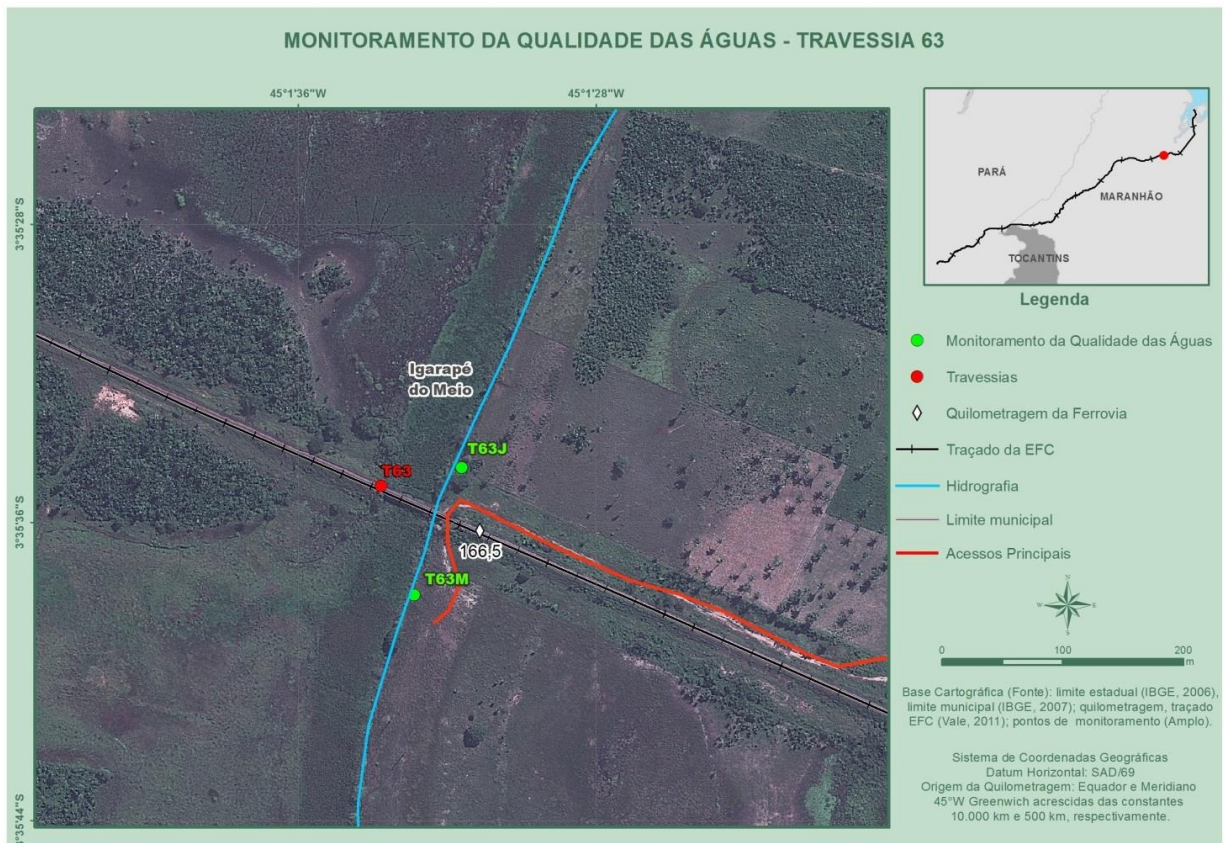 MONITORAMENTO DA QUALIDADE DAS ÁGUAS - TRAVESSIA 63
45°1'36"W
45°1'28"W
3°35'28"S
3°35'36"S
3°35'44"S
Igarapé
do Meio
T63J
T63
166,5
T63M
PARÁ
MARANHÃO
TOCANTINS
Legenda
Monitoramento da Qualidade das Águas
Travessias
Quilometragem da Ferrovia
Traçado da EFC
Hidrografia
Limite municipal
Acessos Principais
N
W
E
S
0
100
200
m
Base Cartográfica (Fonte): limite estadual (IBGE, 2006),
limite municipal (IBGE, 2007); quilometragem, traçado
EFC (Vale, 2011); pontos de monitoramento (Amplo).
Sistema de Coordenadas Geográficas
Datum Horizontal: SAD/69
Origem da Quilometragem: Equador e Meridiano
45°W Greenwich acrescidas das constantes
10.000 km e 500 km, respectivamente.